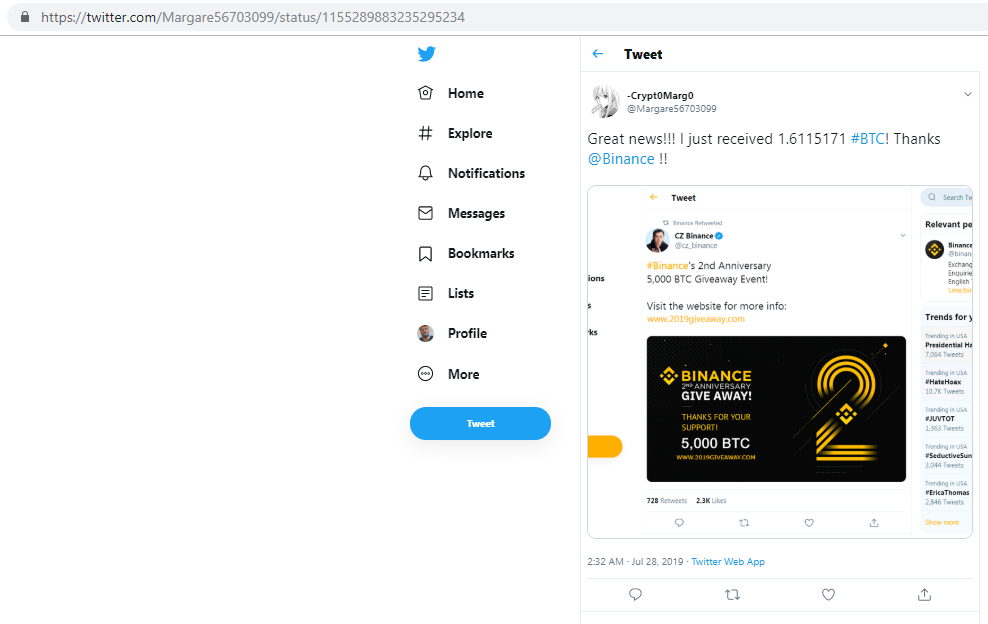 https://twitter.com/Margare56703099/status/1155289883235295234
Home
Explore
Notifications
Messages
Bookmarks
Lists
Profile
More
Tweet
Tweet
-Crypt0Marg0
@Margare56703099
Great news!!! I just received 1.6115171 #BTC! Thanks
@Binance !!
Tweet
Binance Retweeted
CZ Binance
@cz_binance
#Binance's 2nd Anniversary
5,000 BTC Giveaway Event!
Visit the website for more info:
www.2019giveaway.com
BINANCE
2ND ANNIVERSARY
GIVE AWAY!
THANKS FOR YOUR
SUPPORT!
5,000 BTC
WWW.2019GIVEAWAY.COM
2
728 Retweets 2.3K Likes
ions
s
ks
Search Tw
Relevant pe
Binance
@binan
Exchang
Enquirie
English T
t.me/bin
Trends for y
Trending in USA
Presidential Ha
7,064 Tweets
Trending in USA
#HateHoax
10.7K Tweets
Trending in USA
#JUVTOT
1,363 Tweets
Trending in USA
#SeductiveSun
3,044 Tweets
Trending in USA
#EricaThomas
2,846 Tweets
Show more
2:32 AM · Jul 28, 2019 · Twitter Web App